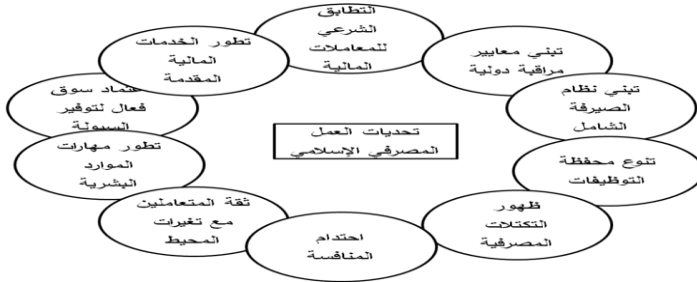 التطابق
الشرعي
للمعاملات
المالية
تبني معايير
مراقبة دولية
تبني نظام
الصيرفة
الشامل
تنوع محفظة
التوظيفات
ظهور
التكتلات
المصرفية
احتدام
المنافسة
ثقة المتعاملين
مع تغيرات
المحيط
تطور مهارات
الموارد
البشرية
عتماد سوق
فعال لتوفير
السيولة
تطور الخدمات
المالية
المقدمة
تحديات العمل
المصرفي الإسلامي